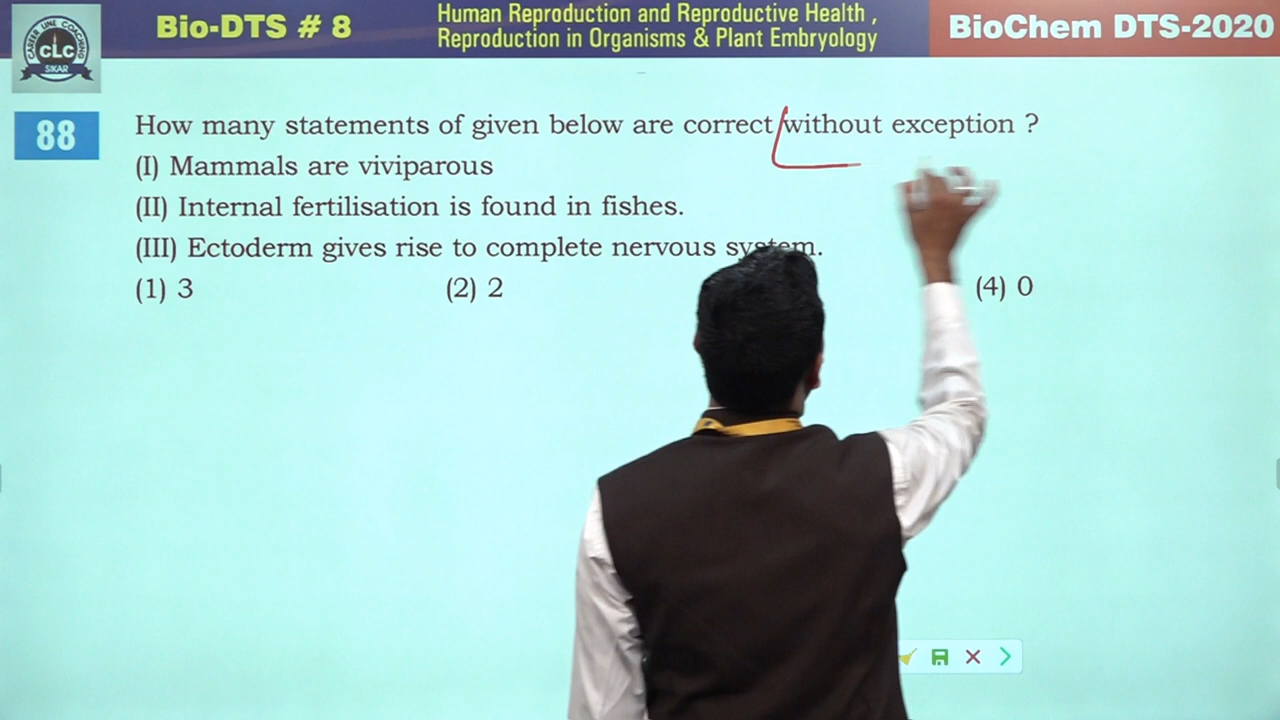 CAREER LINE COACHING
CLC
SIKAR
Bio-DTS # 8
Human Reproduction and Reproductive Health ,
Reproduction in Organisms & Plant Embryology
BioChem DTS-2020
88
How many statements of given below are correct without exception ?
(I) Mammals are viviparous
(II) Internal fertilisation is found in fishes.
(III) Ectoderm gives rise to complete nervous system.
(1) 3 (2) 2 (4) 0